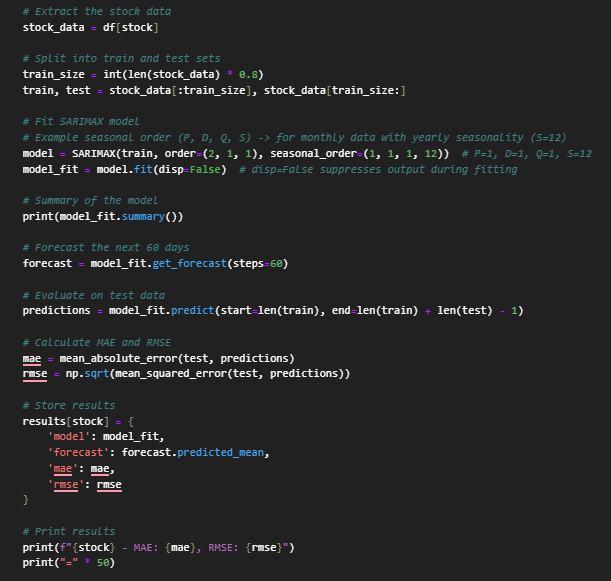 # Extract the stock data
stock_data = df[stock]
# Split into train and test sets
train_size = int(len(stock_data) * 0.8)
train, test = stock_data[:train_size], stock_data[train_size:]
# Fit SARIMAX model
# Example seasonal order (P, D, Q, S) -> for monthly data with yearly seasonality (S=12)
model = SARIMAX(train, order=(2, 1, 1), seasonal_order=(1, 1, 1, 12))  # P=1, D=1, Q=1, S=12
model_fit = model.fit(disp=False)  # disp=False suppresses output during fitting
# Summary of the model
print(model_fit.summary())
# Forecast the next 60 days
forecast = model_fit.get_forecast(steps=60)
# Evaluate on test data
predictions = model_fit.predict(start=len(train), end=len(train) + len(test) - 1)
# Calculate MAE and RMSE
mae = mean_absolute_error(test, predictions)
rmse = np.sqrt(mean_squared_error(test, predictions))
# Store results
results[stock] = {
    'model': model_fit,
    'forecast': forecast.predicted_mean,
    'mae': mae,
    'rmse': rmse
}
# Print results
print(f"{stock} - MAE: {mae}, RMSE: {rmse}")
print("=" * 50)